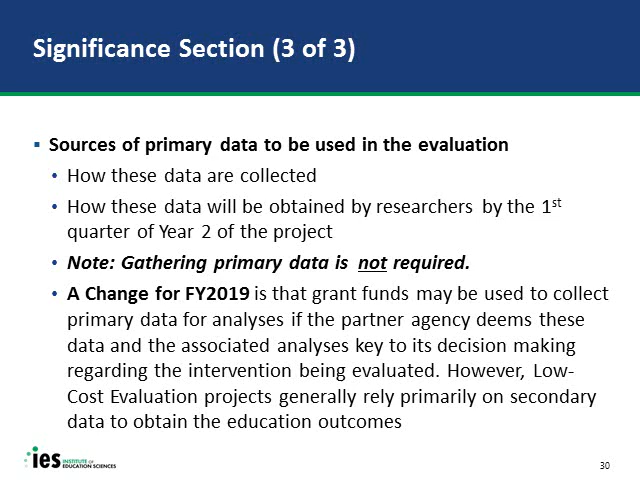 Significance Section (3 of 3)
▪ Sources of primary data to be used in the evaluation
• How these data are collected
• How these data will be obtained by researchers by the 1st
quarter of Year 2 of the project
• Note: Gathering primary data is not required.
• A Change for FY2019 is that grant funds may be used to collect
primary data for analyses if the partner agency deems these
data and the associated analyses key to its decision making
regarding the intervention being evaluated. However, Low-
Cost Evaluation projects generally rely primarily on secondary
data to obtain the education outcomes
ies INSTITUTE OF
EDUCATION SCIENCES
30